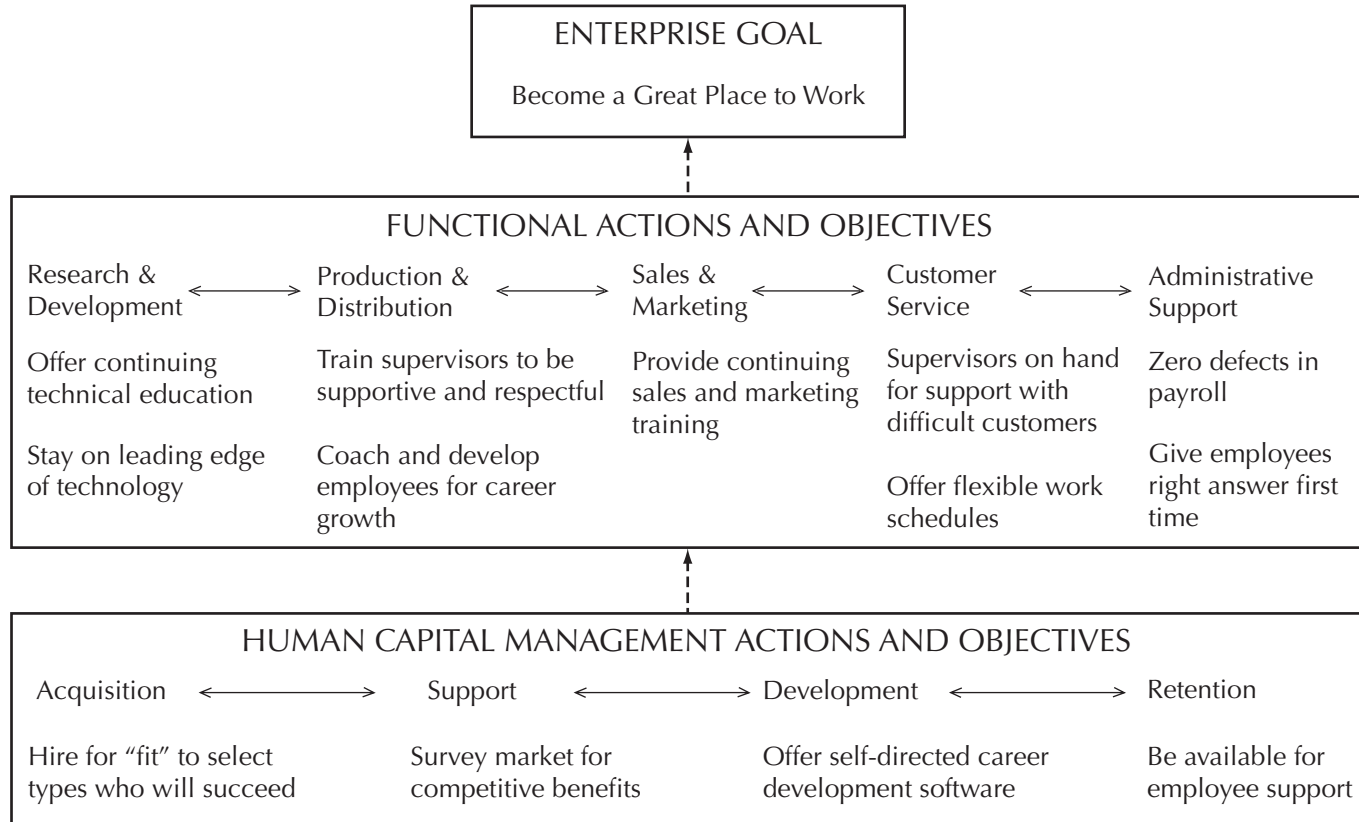 ENTERPRISE GOAL
Become a Great Place to Work
FUNCTIONAL ACTIONS AND OBJECTIVES
Research &
Development
Offer continuing
technical education
Stay on leading edge
of technology
Production &
Distribution
Train supervisors to be
supportive and respectful
Coach and develop
employees for career
growth
Sales &
Marketing
Provide continuing
sales and marketing
training
Customer
Service
Supervisors on hand
for support with
difficult customers
Offer flexible work
schedules
Administrative
Support
Zero defects in
payroll
Give employees
right answer first
time
HUMAN CAPITAL MANAGEMENT ACTIONS AND OBJECTIVES
Acquisition
Hire for “fit” to select
types who will succeed
Support
Survey market for
competitive benefits
Development
Offer self-directed career
development software
Retention
Be available for
employee support